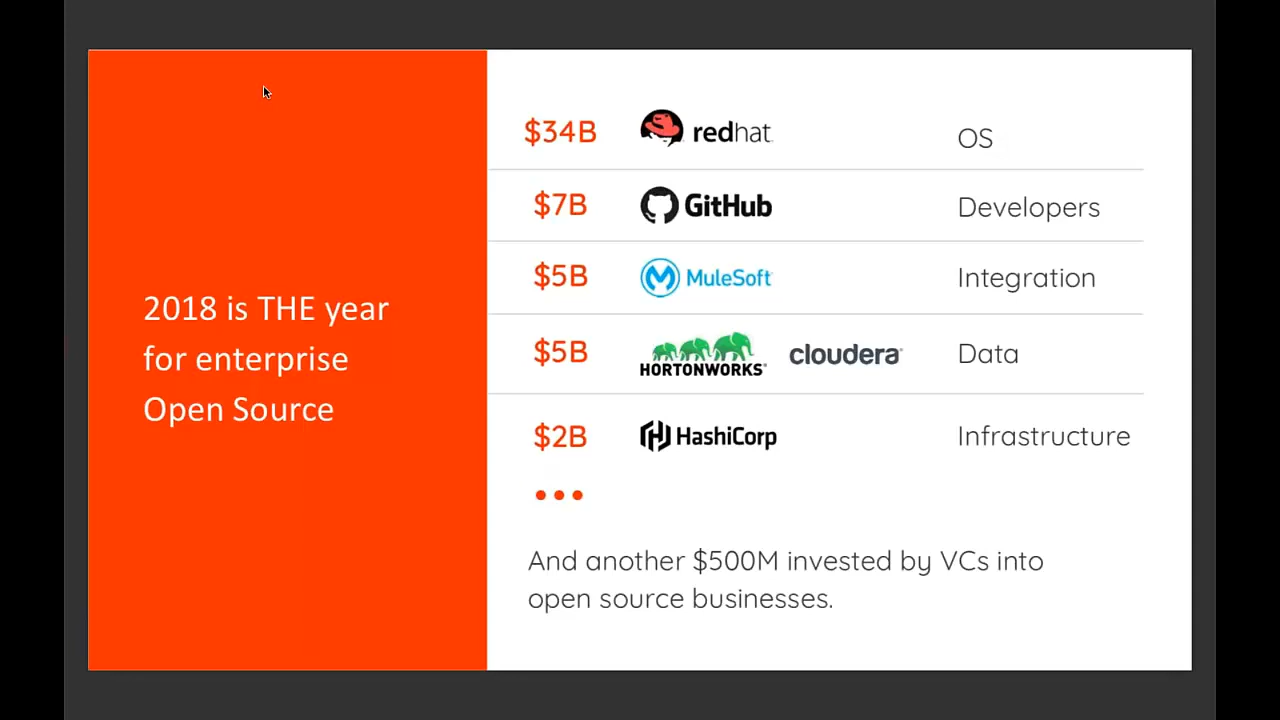 2018 is THE year
for enterprise
Open Source
$34B redhat OS
$7B GitHub Developers
$5B MuleSoft Integration
$5B HORTONWORKS cloudera Data
$2B HashiCorp Infrastructure
...
And another $500M invested by VCs into
open source businesses.